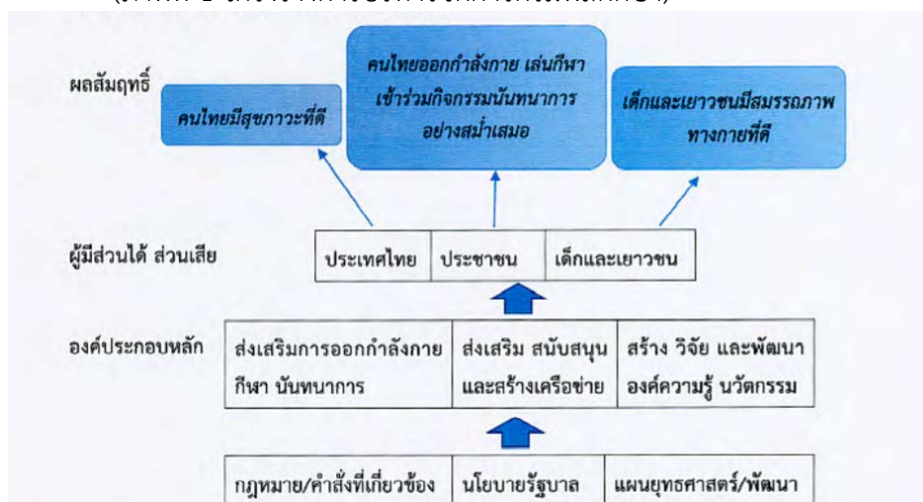 ผลสัมฤทธิ์
คนไทยมีสุขภาวะที่ดี
คนไทยออกกำลังกาย เล่นกีฬา
เข้าร่วมกิจกรรมนันทนาการ
อย่างสม่ำเสมอ
เด็กและเยาวชนมีสมรรถภาพ
ทางกายที่ดี
ผู้มีส่วนได้ ส่วนเสีย
ประเทศไทย
ประชาชน
เด็กและเยาวชน
องค์ประกอบหลัก
ส่งเสริมการออกกำลังกาย
กีฬา นันทนาการ
ส่งเสริม สนับสนุน
และสร้างเครือข่าย
สร้าง วิจัย และพัฒนา
องค์ความรู้ นวัตกรรม
กฎหมาย/คำสั่งที่เกี่ยวข้อง
นโยบายรัฐบาล
แผนยุทธศาสตร์/พัฒนา